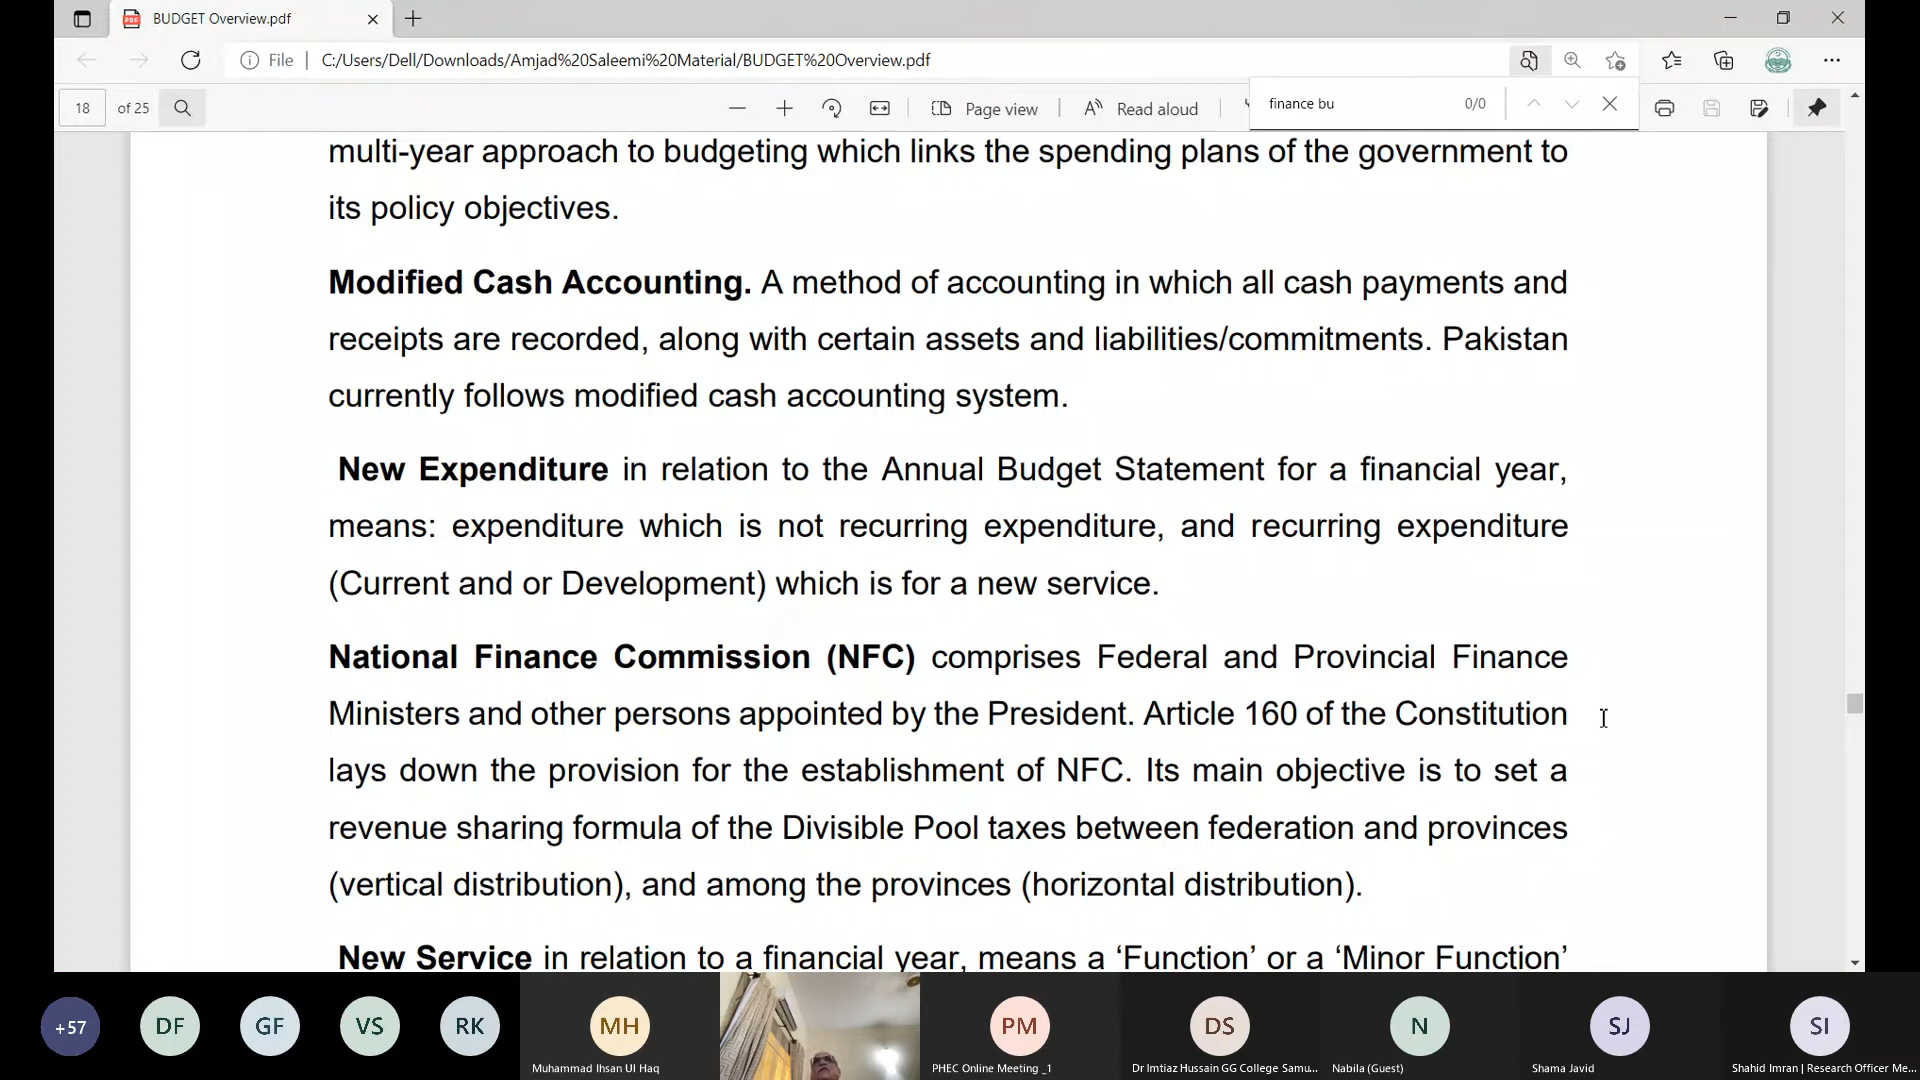 BUDGET Overview.pdf
File
C:/Users/Dell/Downloads/Amjad%20Saleemi%20Material/BUDGET%20Overview.pdf
18 of 25
Page view
Read aloud
finance bu
0/0
multi-year approach to budgeting which links the spending plans of the government to
its policy objectives.
Modified Cash Accounting. A method of accounting in which all cash payments and
receipts are recorded, along with certain assets and liabilities/commitments. Pakistan
currently follows modified cash accounting system.
New Expenditure in relation to the Annual Budget Statement for a financial year,
means: expenditure which is not recurring expenditure, and recurring expenditure
(Current and or Development) which is for a new service.
National Finance Commission (NFC) comprises Federal and Provincial Finance
Ministers and other persons appointed by the President. Article 160 of the Constitution
lays down the provision for the establishment of NFC. Its main objective is to set a
revenue sharing formula of the Divisible Pool taxes between federation and provinces
(vertical distribution), and among the provinces (horizontal distribution).
New Service in relation to a financial year, means a ‘Function’ or a ‘Minor Function’
+57
DF
GF
VS
RK
MH
PM
DS
N
SJ
SI
Muhammad Ihsan Ul Haq
PHEC Online Meeting _1
Dr Imtiaz Hussain GG College Samu...
Nabila (Guest)
Shama Javid
Shahid Imran | Research Officer Me...